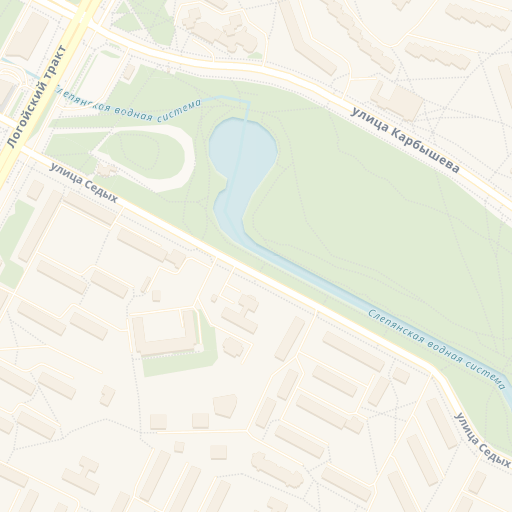 Логойский тракт
Слепянская водная система
улица Карбышева
улица Седых
Слепянская водная система
улица Седых